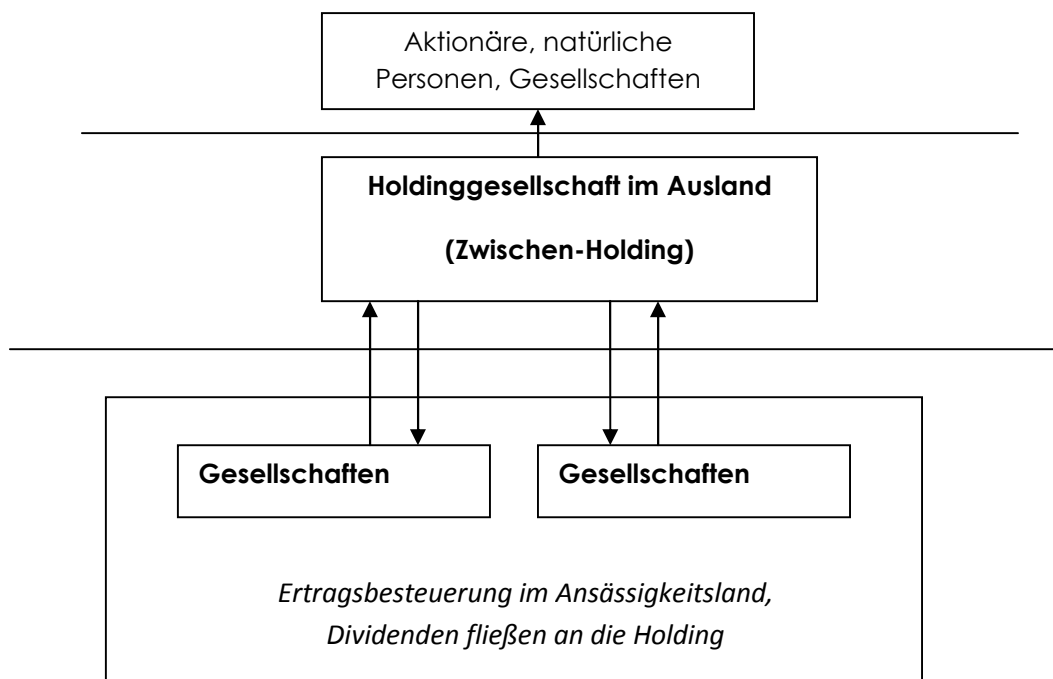 Aktionäre, natürliche
Personen, Gesellschaften
Holdinggesellschaft im Ausland
(Zwischen-Holding)
Gesellschaften
Gesellschaften
Ertragsbesteuerung im Ansässigkeitsland,
Dividenden fließen an die Holding